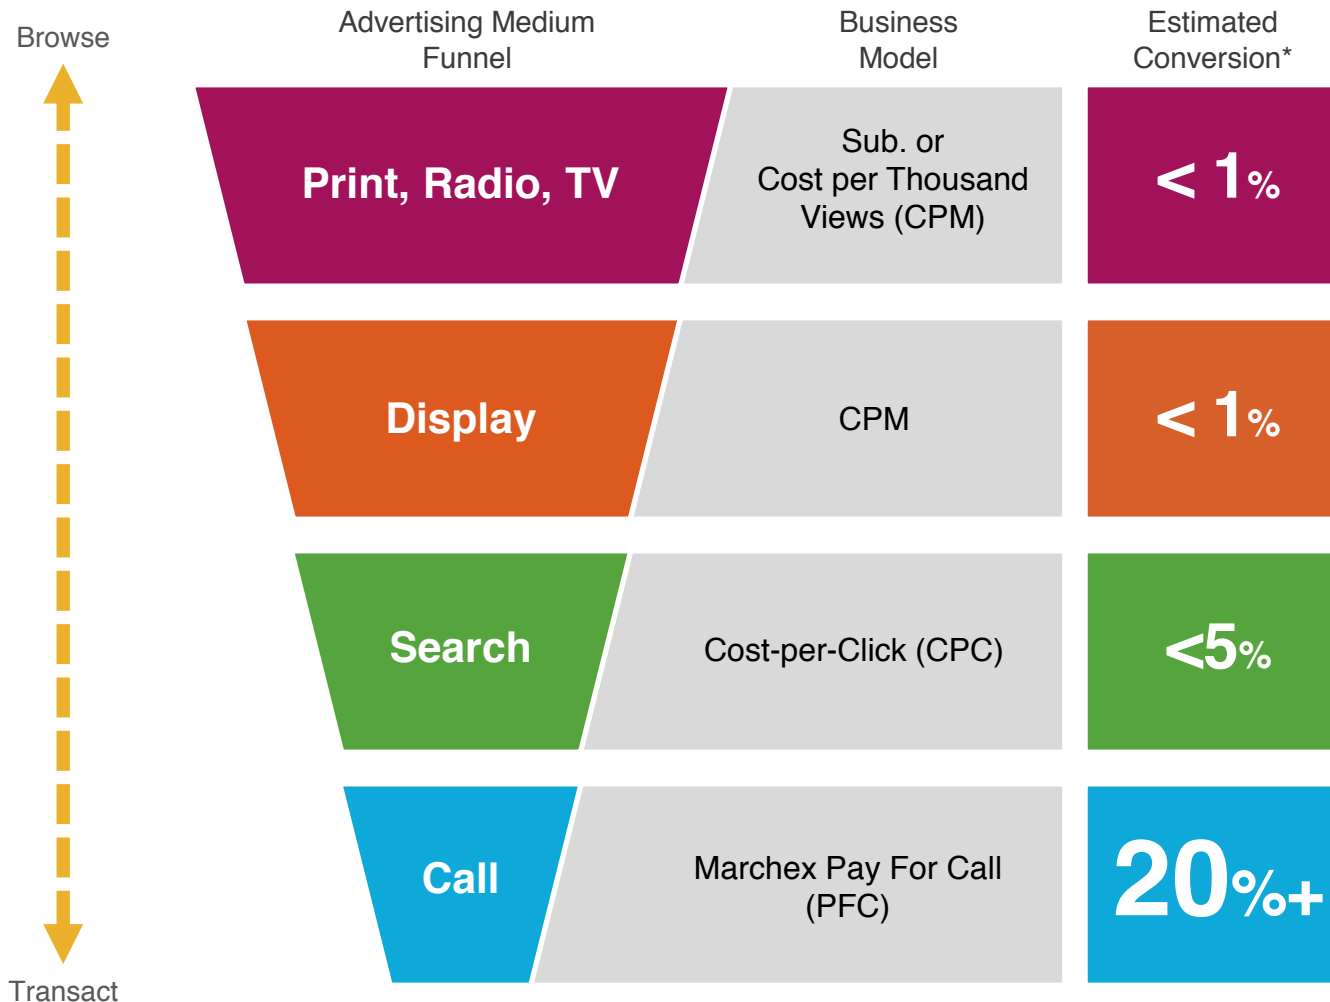 Browse
Advertising Medium
Funnel
Business
Model
Estimated
Conversion*
Print, Radio, TV
Sub. or
Cost per Thousand
Views (CPM)
< 1%
Display
CPM
< 1%
Search
Cost-per-Click (CPC)
<5%
Call
Marchex Pay For Call
(PFC)
20%+
Transact